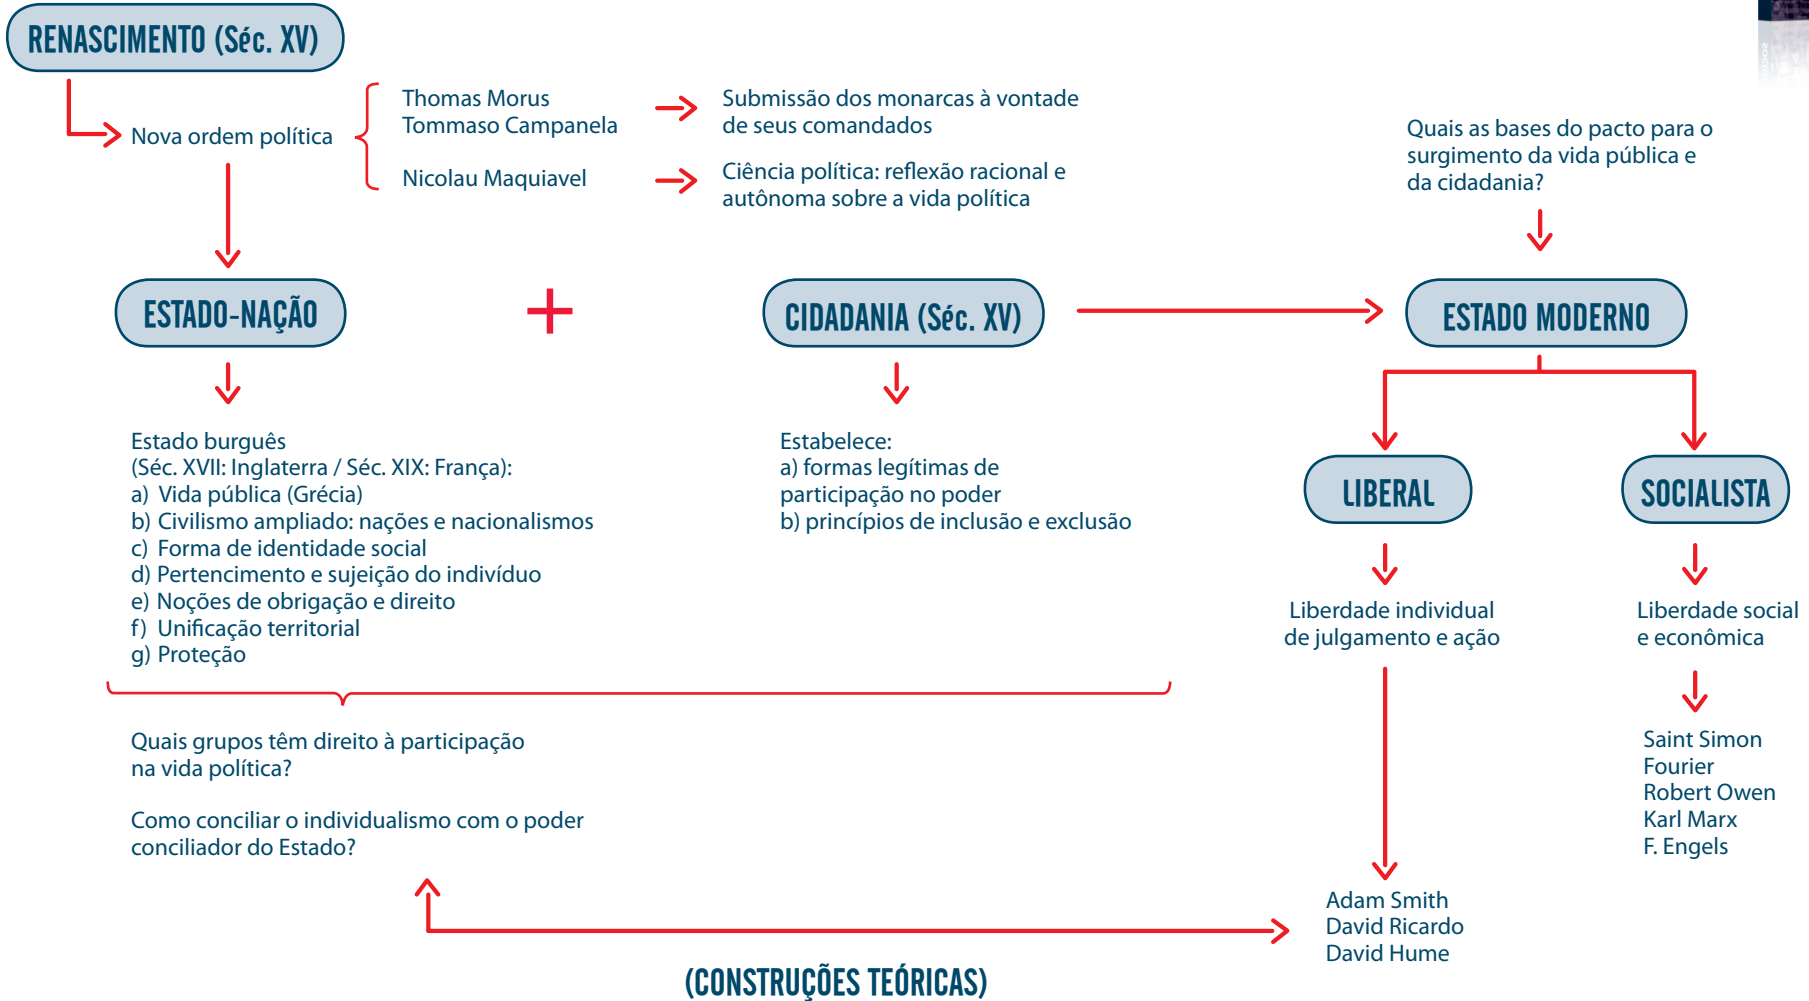 RENASCIMENTO (Séc. XV)
Nova ordem política
Thomas Morus
Tommaso Campanela
Submissão dos monarcas à vontade
de seus comandados
Nicolau Maquiavel
Ciência política: reflexão racional e
autônoma sobre a vida política
Quais as bases do pacto para o
surgimento da vida pública e
da cidadania?
ESTADO-NAÇÃO
+
CIDADANIA (Séc. XV)
ESTADO MODERNO
Estado burguês
(Séc. XVII: Inglaterra / Séc. XIX: França):
a) Vida pública (Grécia)
b) Civilismo ampliado: nações e nacionalismos
c) Forma de identidade social
d) Pertencimento e sujeição do indivíduo
e) Noções de obrigação e direito
f) Unificação territorial
g) Proteção
Estabelece:
a) formas legítimas de
participação no poder
b) princípios de inclusão e exclusão
LIBERAL
SOCIALISTA
Liberdade individual
de julgamento e ação
Liberdade social
e econômica
Quais grupos têm direito à participação
na vida política?
Como conciliar o individualismo com o poder
conciliador do Estado?
Saint Simon
Fourier
Robert Owen
Karl Marx
F. Engels
Adam Smith
David Ricardo
David Hume
(CONSTRUÇÕES TEÓRICAS)